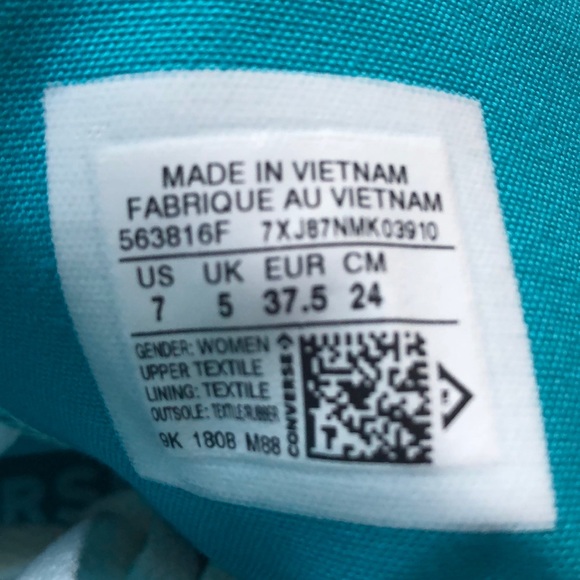 MADE IN VIETNAM
FABRIQUE AU VIETNAM
563816F 7XJ87NMK03910
US UK EUR CM
7 5 37.5 24
GENDER: WOMEN
UPPER TEXTILE
LINING: TEXTILE
OUTSOLE: TEXTILE/RUBBER
9K 1808 M88
CONVERSE
RS